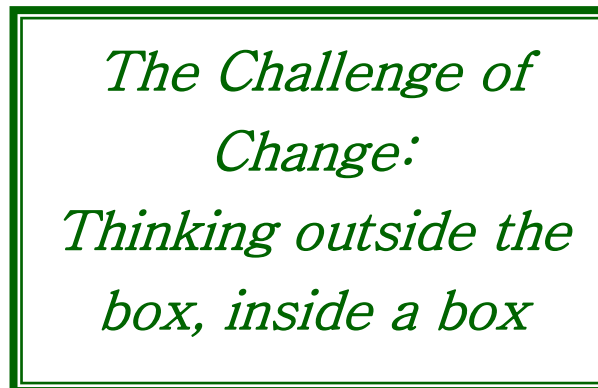 The Challenge of
Change:
Thinking outside the
box, inside a box